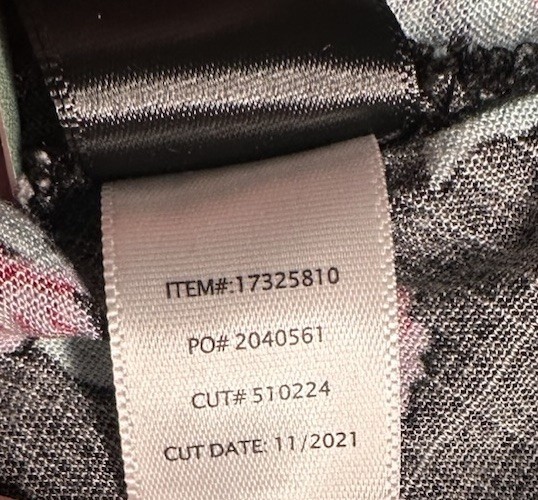 ITEM#:17325810
PO# 2040561
CUT# 510224
CUT DATE: 11/2021